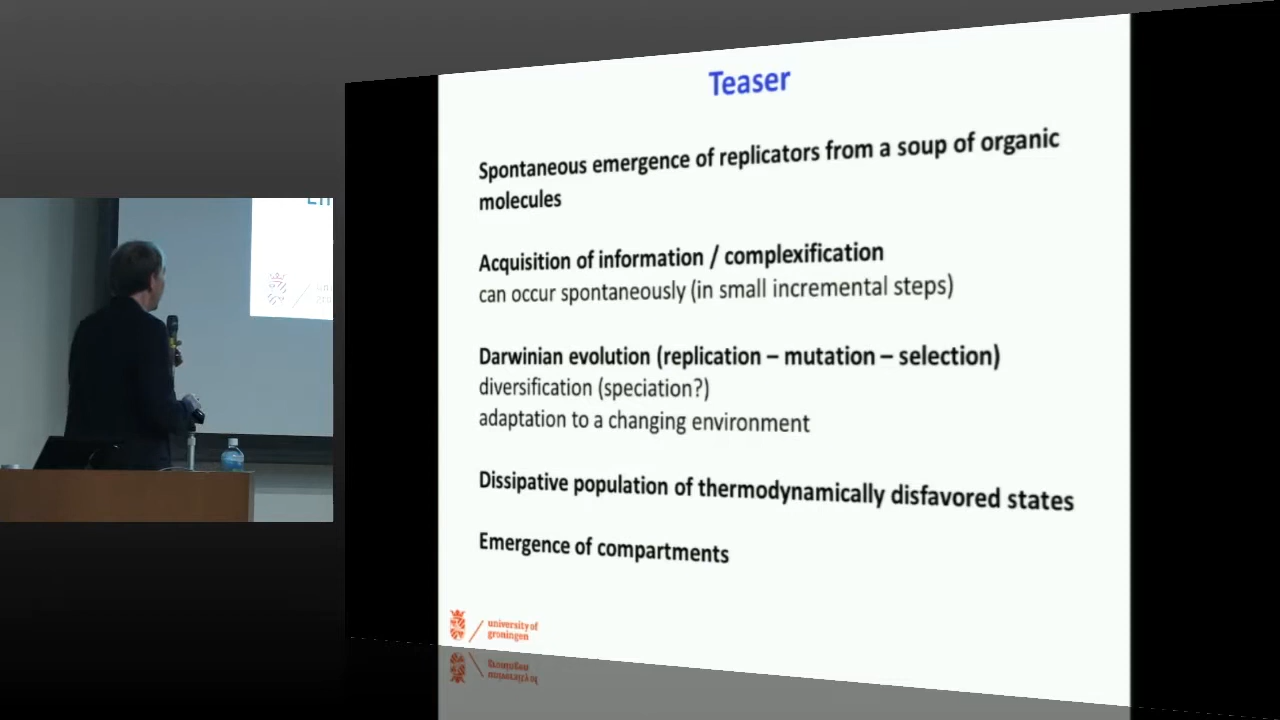 Teaser
Spontaneous emergence of replicators from a soup of organic
molecules
Acquisition of information / complexification
can occur spontaneously (in small incremental steps)
Darwinian evolution (replication – mutation – selection)
diversification (speciation?)
adaptation to a changing environment
Dissipative population of thermodynamically disfavored states
Emergence of compartments
university of
groningen